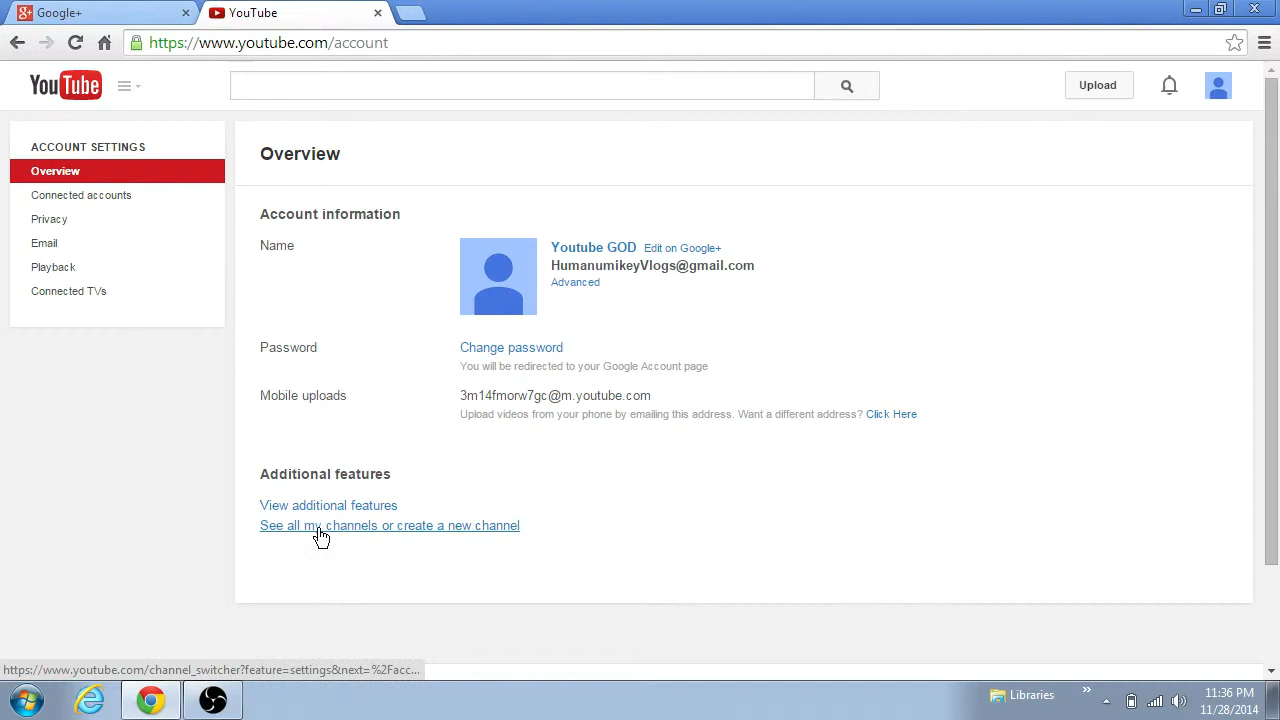 Google+
YouTube
https://www.youtube.com/account
YouTube
Upload
ACCOUNT SETTINGS
Overview
Connected accounts
Privacy
Email
Playback
Connected TVs
Overview
Account information
Name
Youtube GOD Edit on Google+
HumanumikeyVlogs@gmail.com
Advanced
Password
Change password
You will be redirected to your Google Account page
Mobile uploads
3m14fmorw7gc@m.youtube.com
Upload videos from your phone by emailing this address. Want a different address? Click Here
Additional features
View additional features
See all my channels or create a new channel
https://www.youtube.com/channel_switcher?feature=settings&next=%2Facc...
Libraries
11:36 PM
11/28/2014